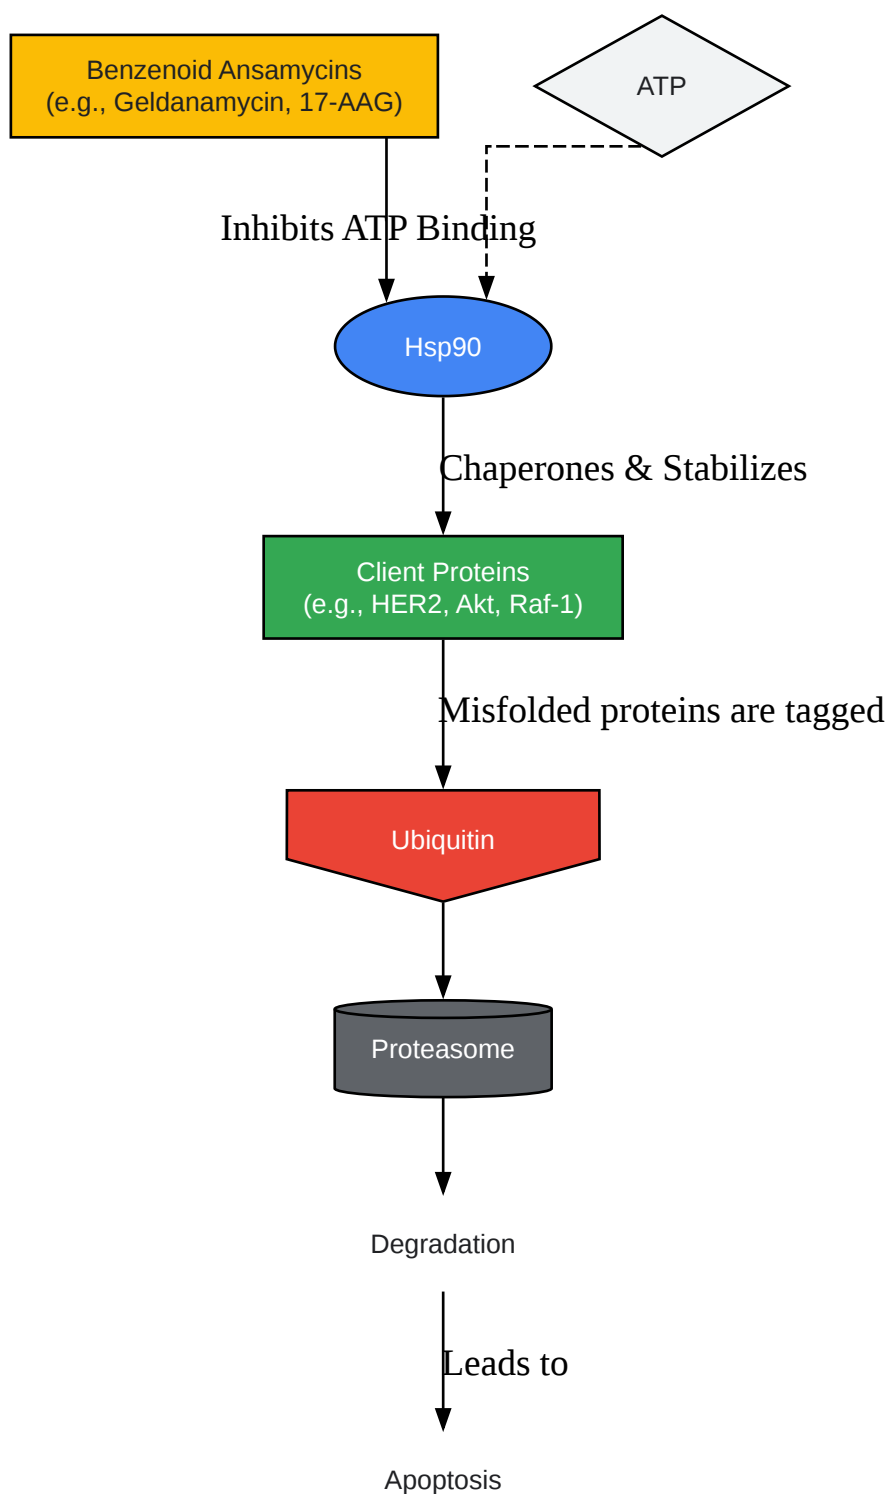 Benzenoid Ansamycins
(e.g., Geldanamycin, 17-AAG)
ATP
Inhibits ATP Binding
Hsp90
Chaperones & Stabilizes
Client Proteins
(e.g., HER2, Akt, Raf-1)
Misfolded proteins are tagged
Ubiquitin
Proteasome
Degradation
Leads to
Apoptosis